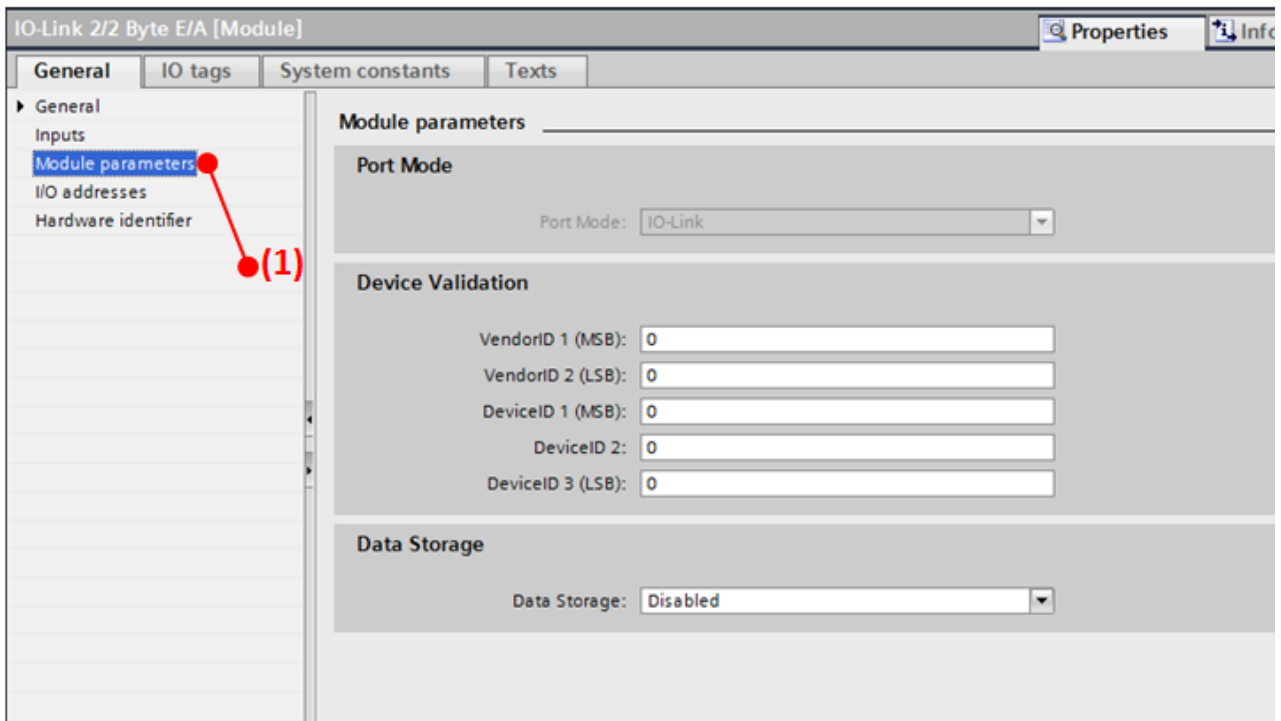 IO-Link 2/2 Byte E/A [Module]
Properties
Info
General
IO tags
System constants
Texts
General
Inputs
Module parameters
I/O addresses
Hardware identifier
(1)
Module parameters
Port Mode
Port Mode: IO-Link
Device Validation
VendorID 1 (MSB): 0
VendorID 2 (LSB): 0
DeviceID 1 (MSB): 0
DeviceID 2: 0
DeviceID 3 (LSB): 0
Data Storage
Data Storage: Disabled